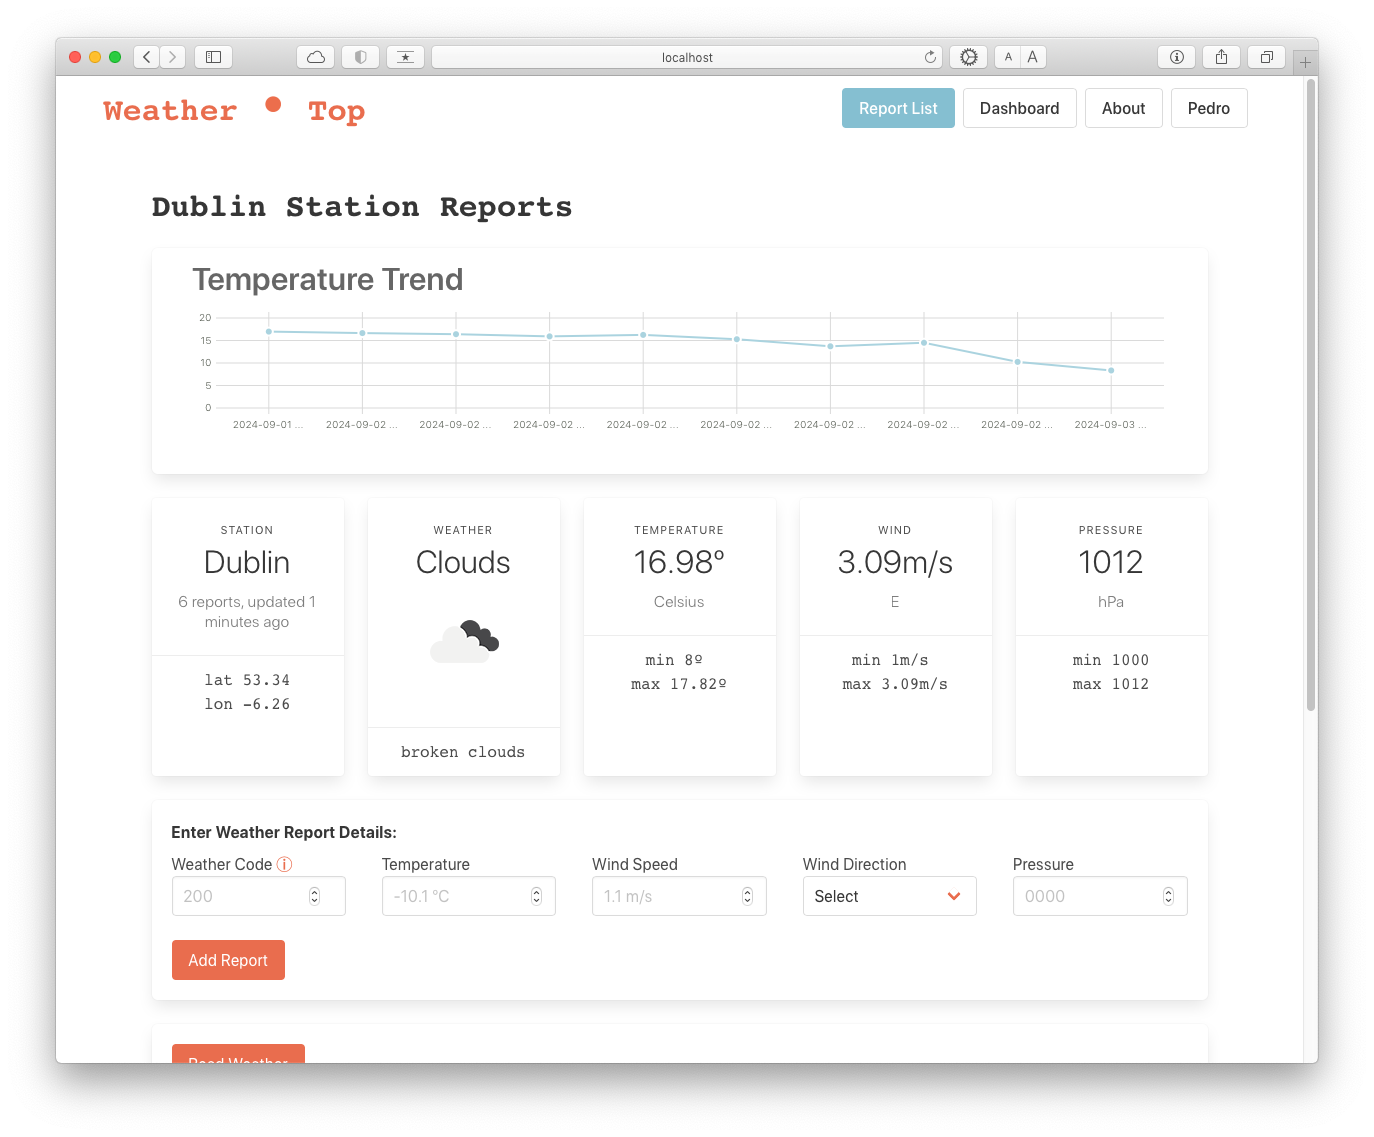 localhost
A A
Weather Top
Report List Dashboard About Pedro
Dublin Station Reports
Temperature Trend
20
15
10
5
0
2024-09-01 ... 2024-09-02 ... 2024-09-02 ... 2024-09-02 ... 2024-09-02 ... 2024-09-02 ... 2024-09-02 ... 2024-09-02 ... 2024-09-02 ... 2024-09-03 ...
STATION
Dublin
6 reports, updated 1
minutes ago
lat 53.34
lon -6.26
WEATHER
Clouds
broken clouds
TEMPERATURE
16.98°
Celsius
min 8º
max 17.82º
WIND
3.09m/s
E
min 1m/s
max 3.09m/s
PRESSURE
1012
hPa
min 1000
max 1012
Enter Weather Report Details:
Weather Code Temperature Wind Speed Wind Direction Pressure
200 -10.1 °C 1.1 m/s Select 0000
Add Report
Read Weather